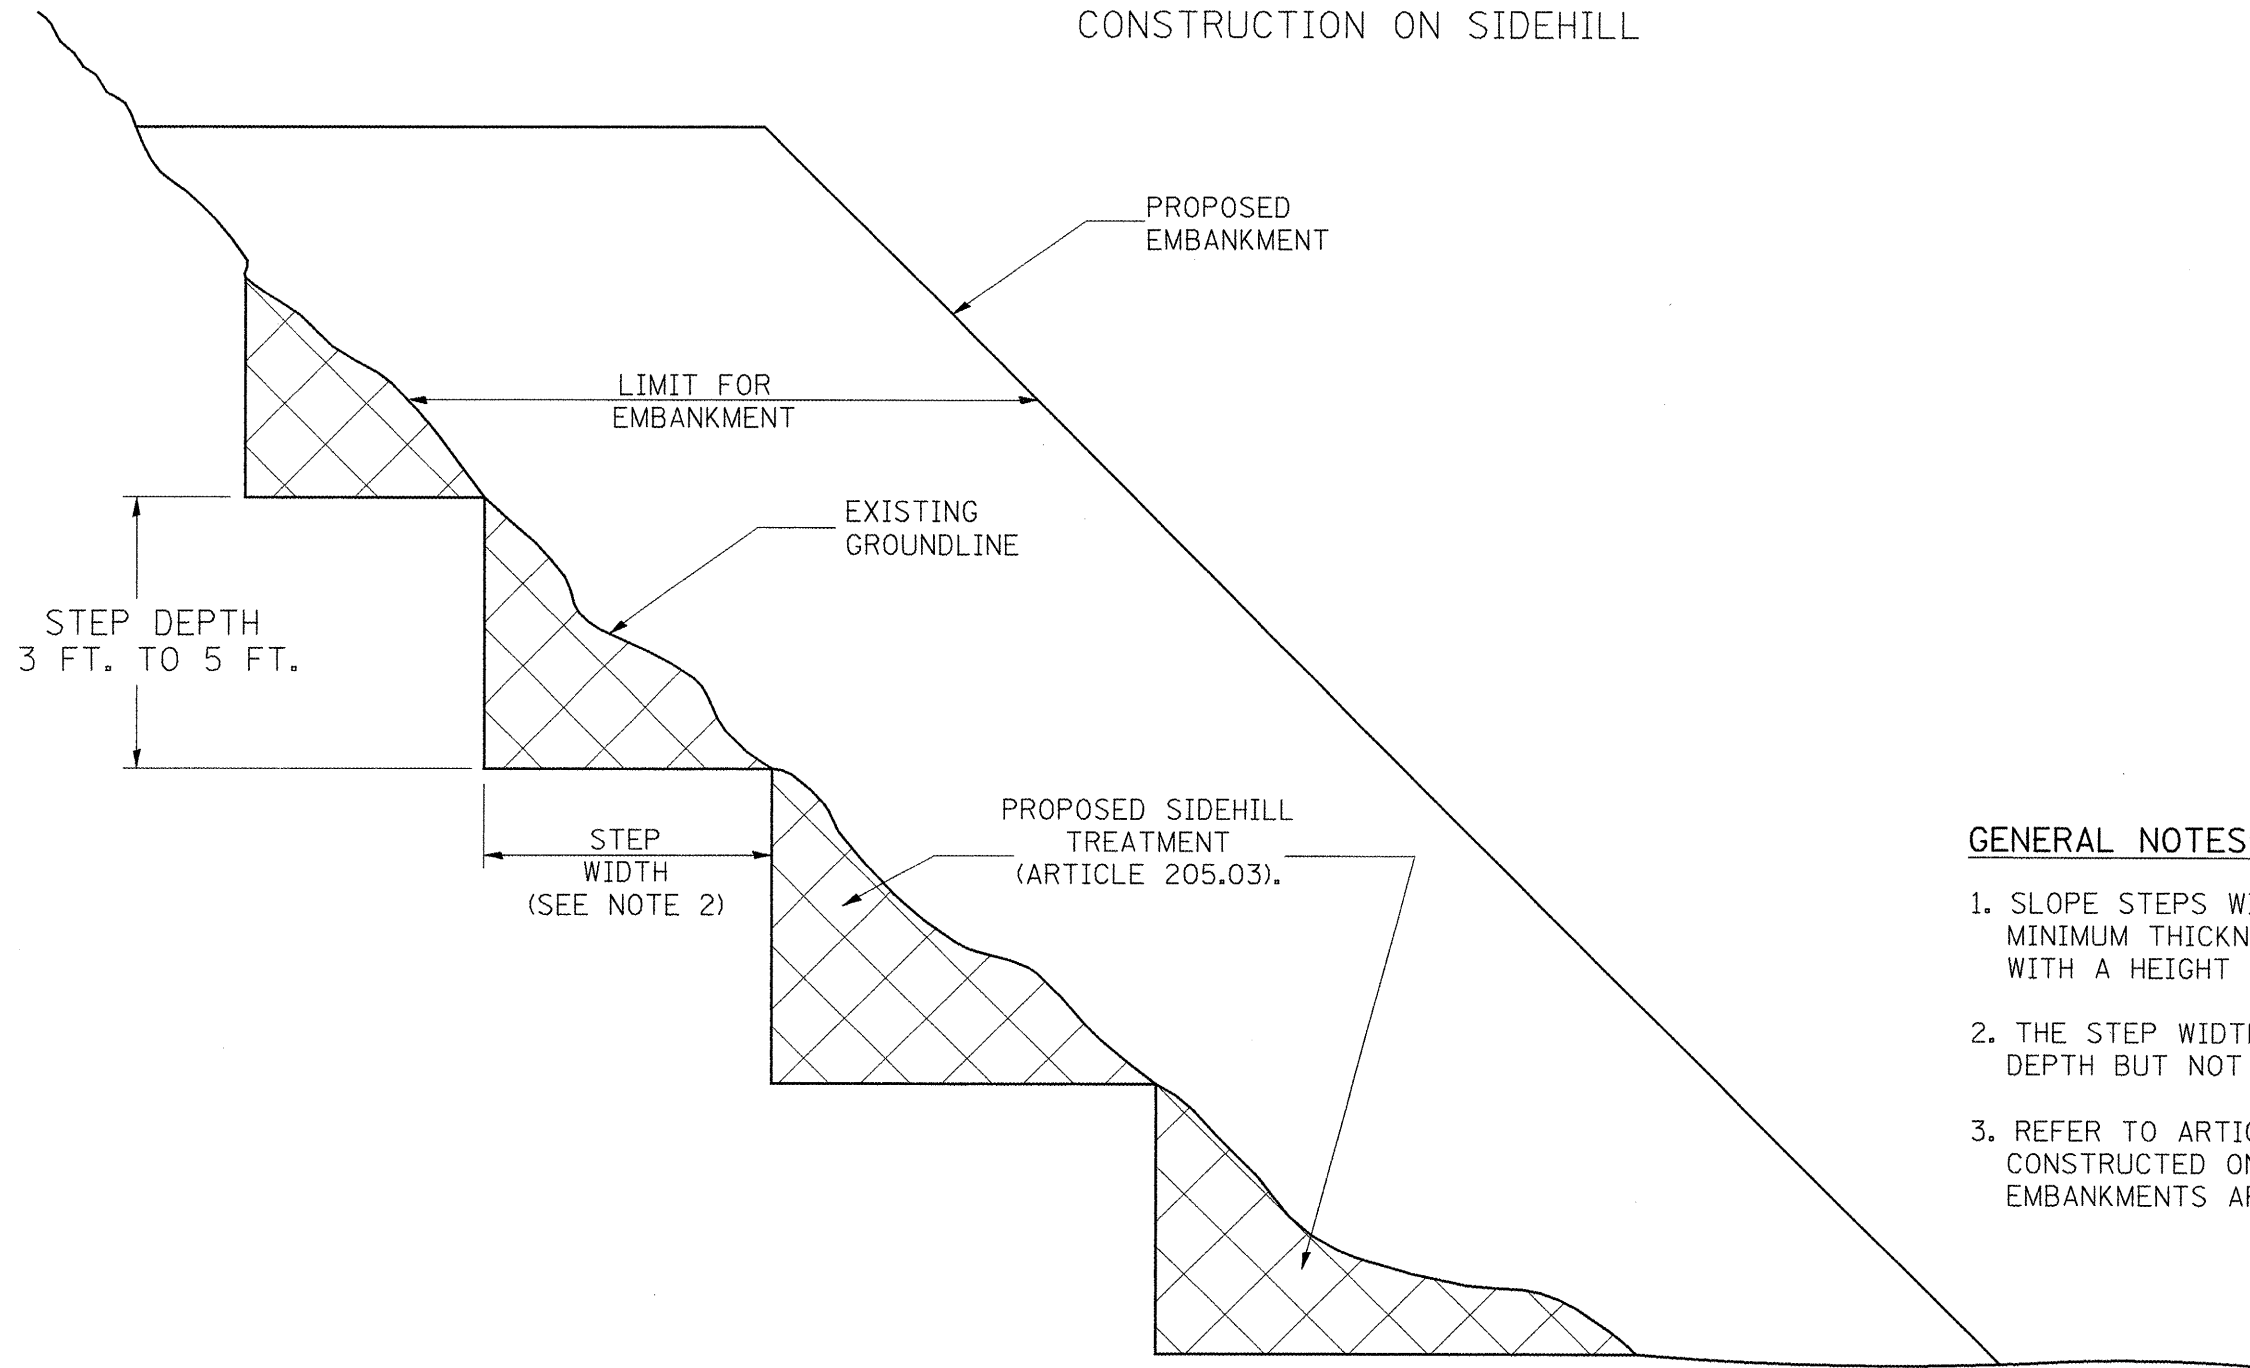 CONSTRUCTION ON SIDEHILL
PROPOSED
EMBANKMENT
LIMIT FOR
EMBANKMENT
EXISTING
GROUNDLINE
STEP DEPTH
3 FT. TO 5 FT.
STEP
WIDTH
(SEE NOTE 2)
PROPOSED SIDEHILL
TREATMENT
(ARTICLE 205.03).
GENERAL NOTES
1. SLOPE STEPS
MINIMUM
WITH A HEIGHT
2. THE STEP
DEPTH BUT NOT
3. REFER TO
CONSTRUCTED
EMBANKMENTS